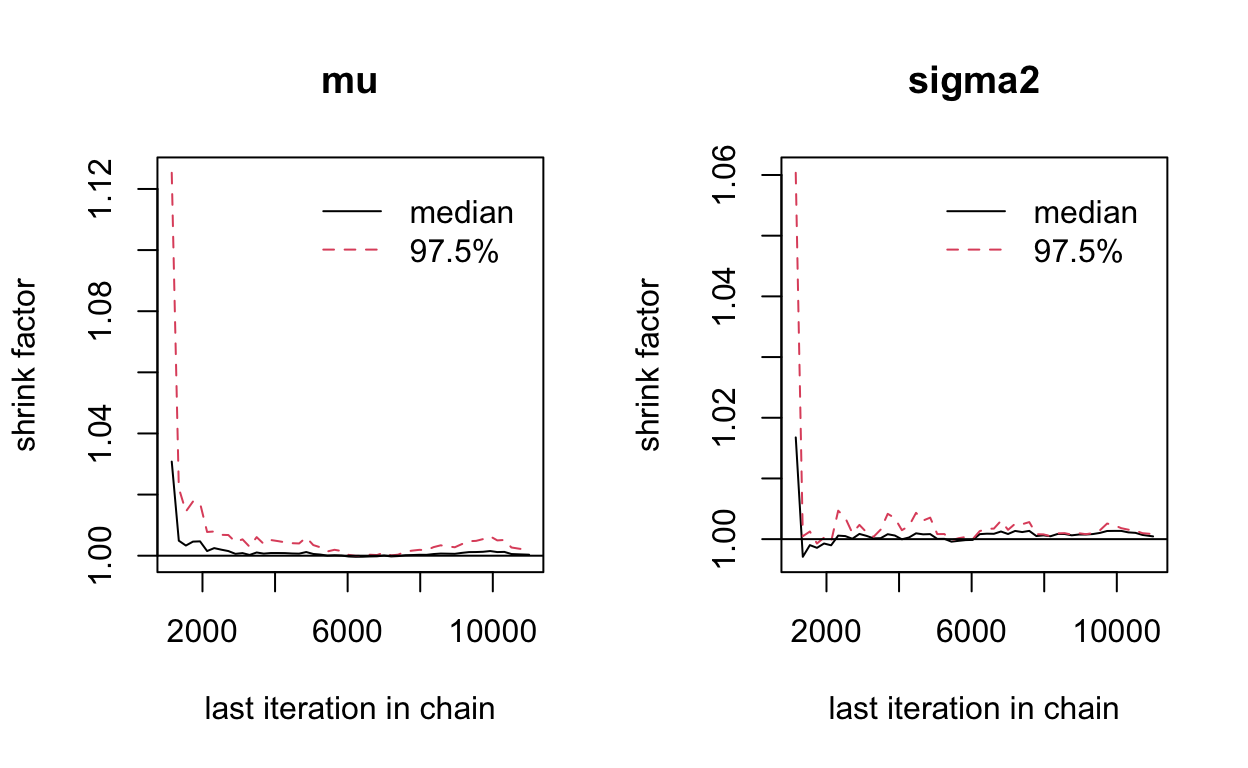 mu
shrink factor
1.00 1.04 1.08 1.12
median
97.5%
2000 6000 10000
last iteration in chain
sigma2
shrink factor
1.00 1.02 1.04 1.06
median
97.5%
2000 6000 10000
last iteration in chain